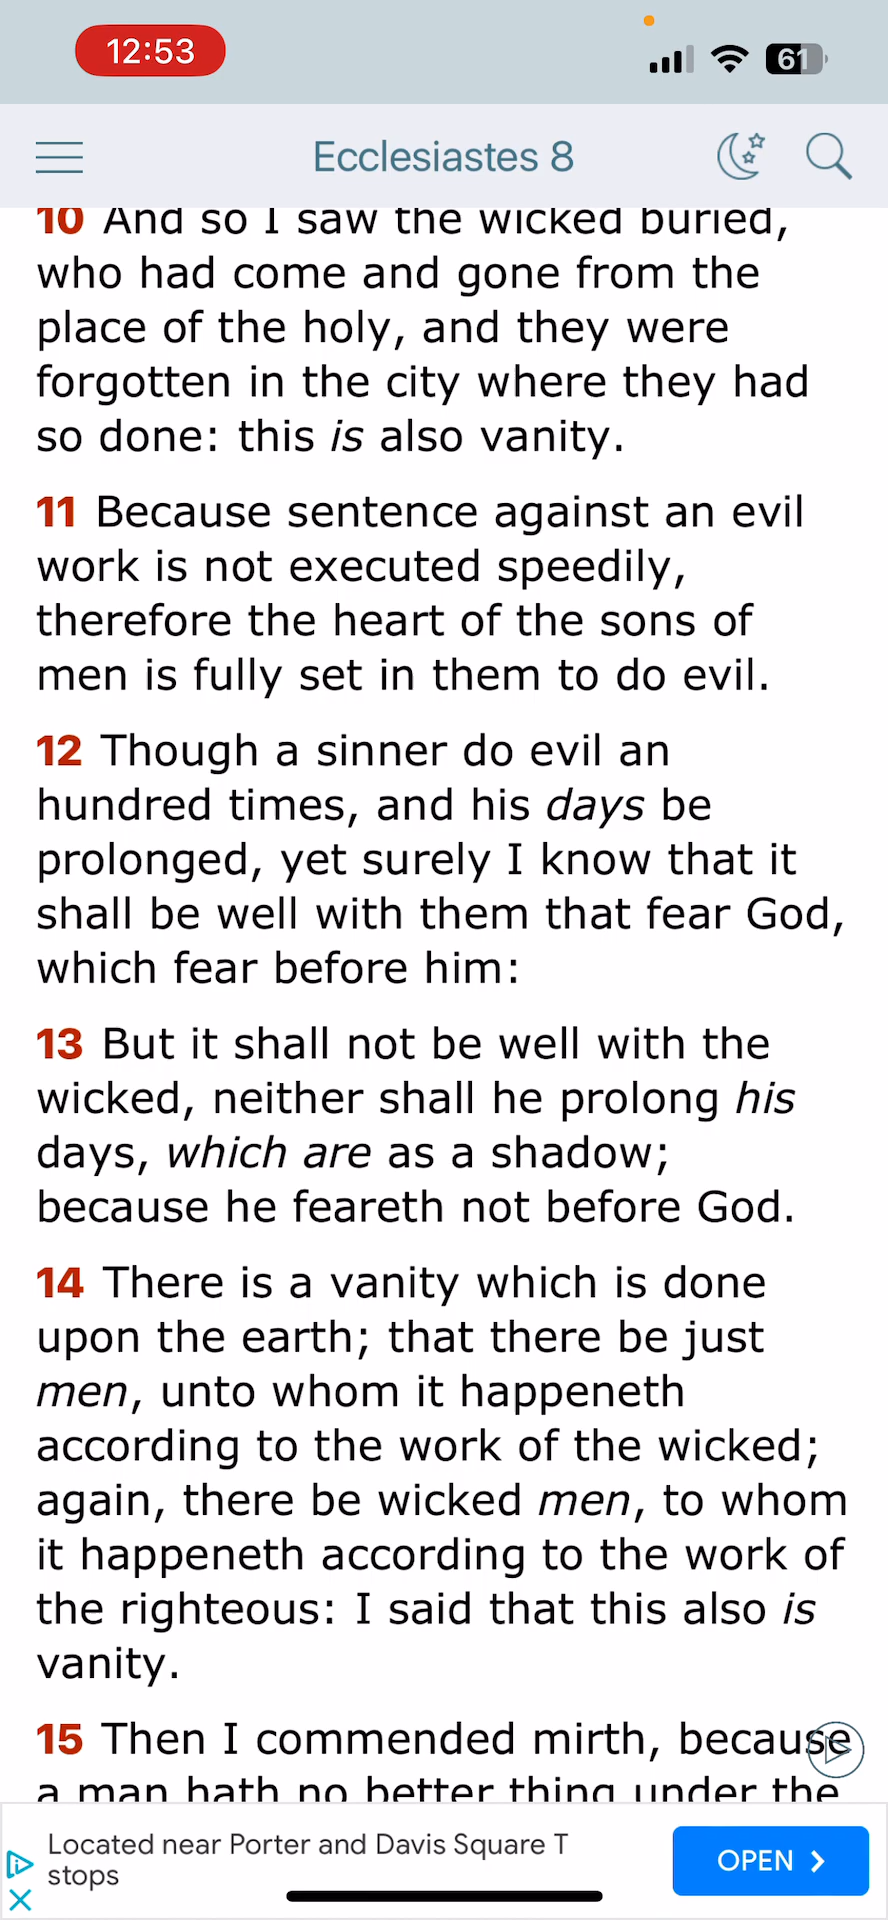 12:53
61
Ecclesiastes 8
10 And so I saw the wicked buried,
who had come and gone from the
place of the holy, and they were
forgotten in the city where they had
so done: this is also vanity.
11 Because sentence against an evil
work is not executed speedily,
therefore the heart of the sons of
men is fully set in them to do evil.
12 Though a sinner do evil an
hundred times, and his days be
prolonged, yet surely I know that it
shall be well with them that fear God,
which fear before him:
13 But it shall not be well with the
wicked, neither shall he prolong his
days, which are as a shadow;
because he feareth not before God.
14 There is a vanity which is done
upon the earth; that there be just
men, unto whom it happeneth
according to the work of the wicked;
again, there be wicked men, to whom
it happeneth according to the work of
the righteous: I said that this also is
vanity.
15 Then I commended mirth, because
a man hath no better thing under the
Located near Porter and Davis Square T
stops
OPEN